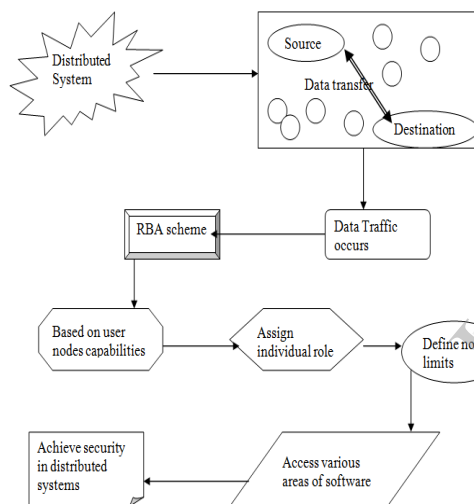 Distributed
System
Source
Data transfer
Destination
RBA scheme
Data Traffic
occurs
Based on user
nodes capabilities
Assign
individual role
Define
limits
Achieve security
in distributed
systems
Access various
areas of software